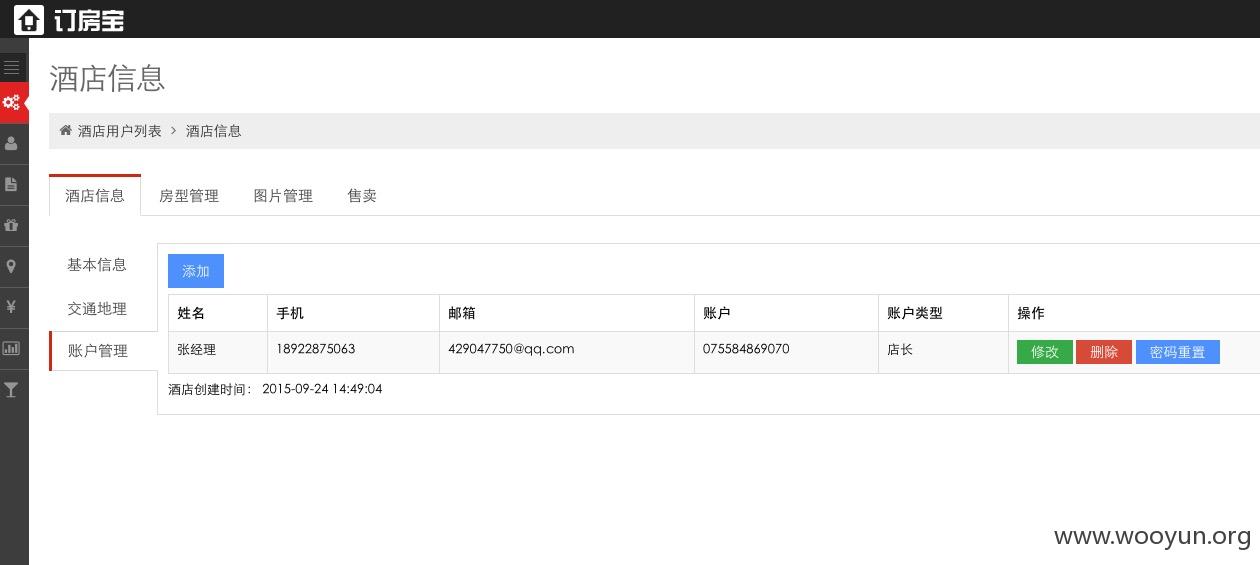 订房宝
酒店信息
酒店用户列表 > 酒店信息
酒店信息 房型管理 图片管理 售卖
基本信息
交通地理
账户管理
添加
姓名 手机 邮箱 账户 账户类型 操作
张经理 18922875063 429047750@qq.com 075584869070 店长 修改 删除 密码重置
酒店创建时间： 2015-09-24 14:49:04
www.wooyun.org